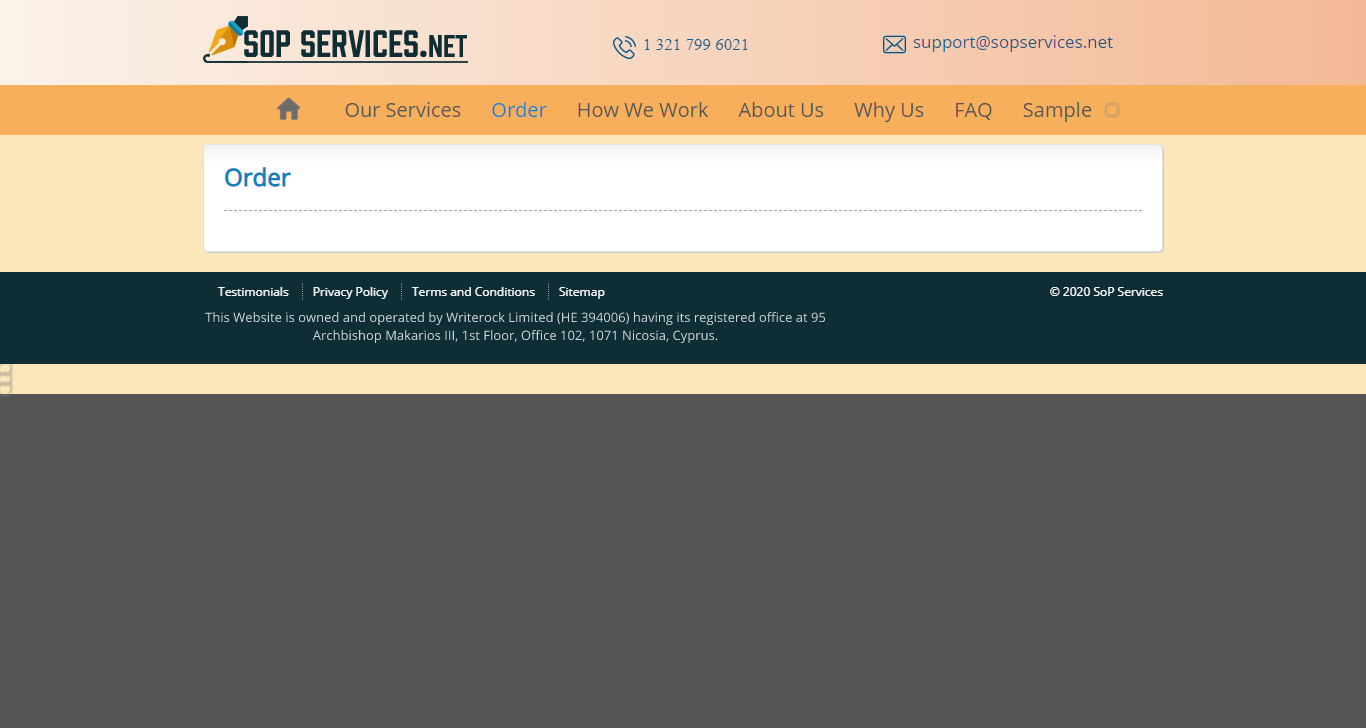 SOP SERVICES.NET
1 321 799 6021
support@sopservices.net
Our Services Order How We Work About Us Why Us FAQ Sample
Order
Testimonials Privacy Policy Terms and Conditions Sitemap
© 2020 SoP Services
This Website is owned and operated by Writerock Limited (HE 394006) having its registered office at 95
Archbishop Makarios III, 1st Floor, Office 102, 1071 Nicosia, Cyprus.